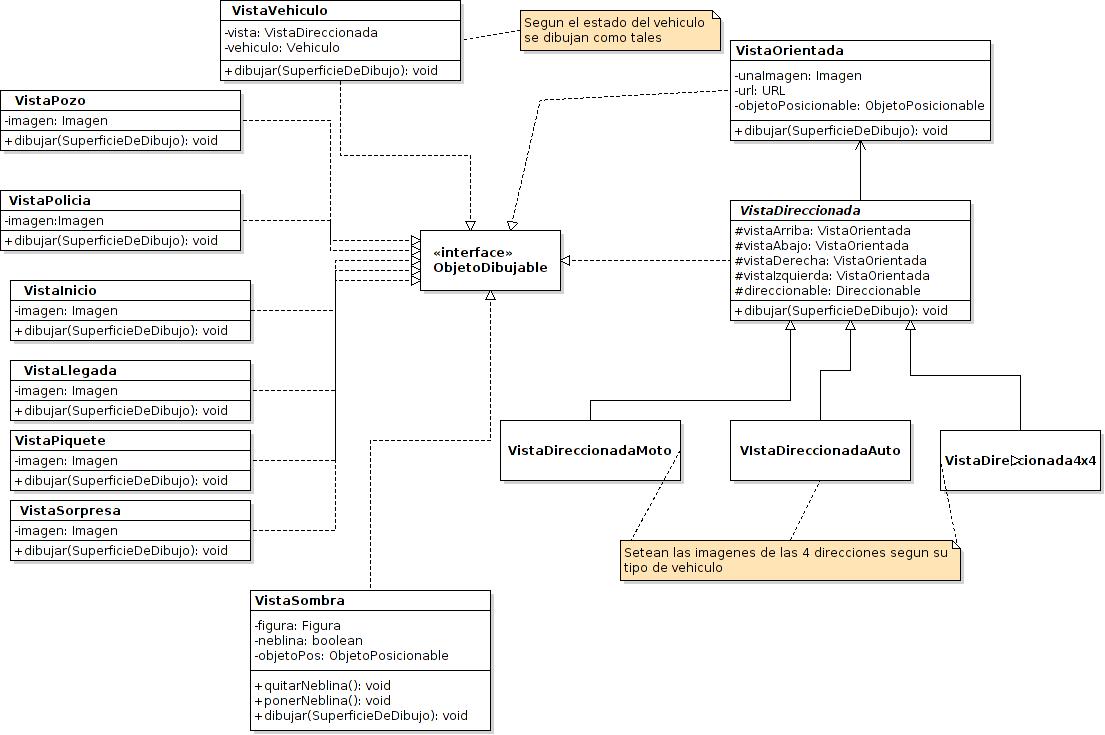 VistaVehiculo
-vista: VistaDireccionada
-vehiculo: Vehiculo
+dibujar(SuperficieDeDibujo): void
Segun el estado del vehiculo
se dibujan como tales
VistaOrientada
-unaImagen: Imagen
-url: URL
-objetoPosicionable: ObjetoPosicionable
+dibujar(SuperficieDeDibujo): void
VistaPozo
-imagen: Imagen
+dibujar(SuperficieDeDibujo): void
VistaPolicia
-imagen:Imagen
+dibujar(SuperficieDeDibujo): void
«interface»
ObjetoDibujable
VistaDireccionada
#vistaArriba: VistaOrientada
#vistaAbajo: VistaOrientada
#vistaDerecha: VistaOrientada
#vistaIzquierda: VistaOrientada
#direccionable: Direccionable
+dibujar(SuperficieDeDibujo): void
VistaInicio
-imagen: Imagen
+dibujar(SuperficieDeDibujo): void
VistaLlegada
-imagen: Imagen
+dibujar(SuperficieDeDibujo): void
VistaPiquete
-imagen: Imagen
+dibujar(SuperficieDeDibujo): void
VistaSorpresa
-imagen: Imagen
+dibujar(SuperficieDeDibujo): void
VistaDireccionadaMoto
VIstaDireccionadaAuto
VistaDireccionada4x4
Setean las imagenes de las 4 direcciones segun su
tipo de vehiculo
VistaSombra
-figura: Figura
-neblina: boolean
-objetoPos: ObjetoPosicionable
+quitarNeblina(): void
+ponerNeblina(): void
+dibujar(SuperficieDeDibujo): void